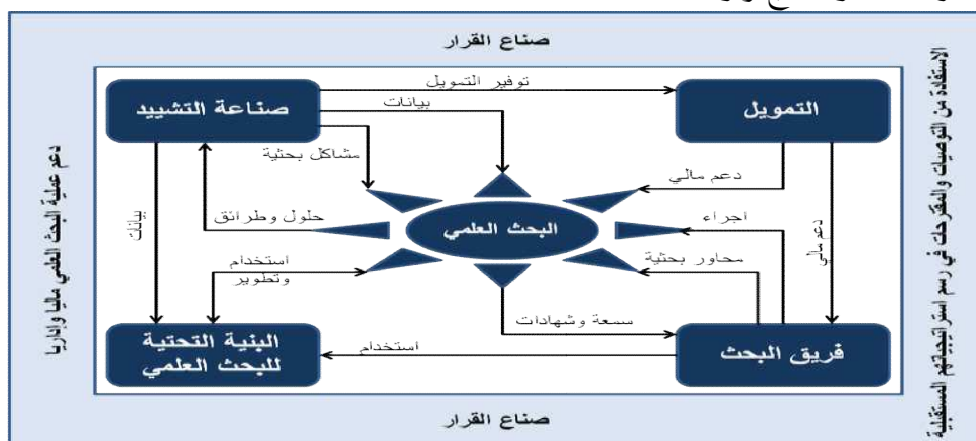 صناع القرار
توفير التمويل
صناعة التشييد
التمويل
بيانات
مشاكل بحثية
دعم مالي
حلول وطرائق
البحث العلمي
اجراء
محاور بحثية
دعم مالي
بيانات
استخدام
وتطوير
سمعة وشهادات
البنية التحتية
للبحث العلمي
استخدام
فريق البحث
صناع القرار
دعم عملية البحث العلمي ماليا وإداريا
الإستفادة من التوصيات والمقترحات في رسم استراتيجياتهم المستقبلية